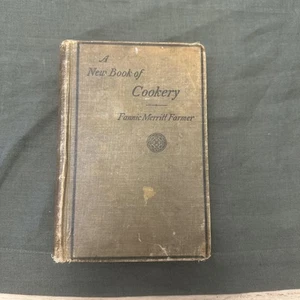 A
New Book of
Cookery
Fannie Merritt Farmer